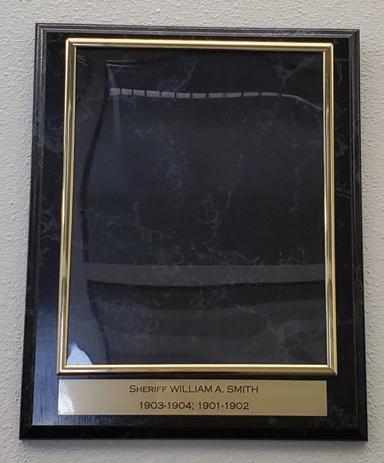 Sheriff WILLIAM A. SMITH
1903-1904; 1901-1902